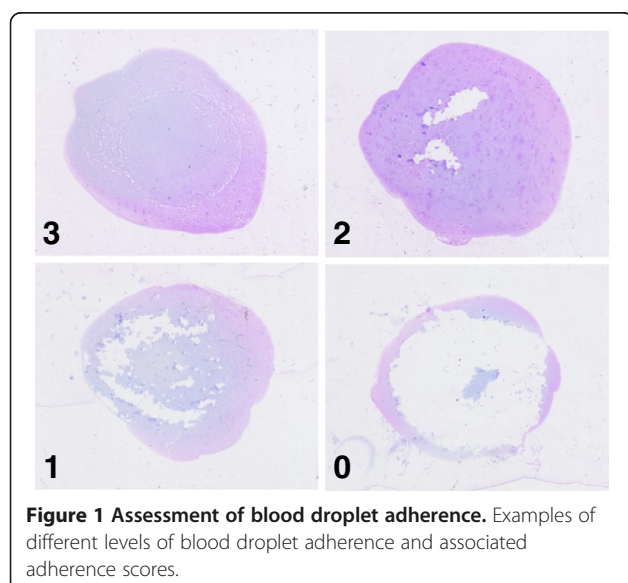 3
2
1
0
Figure 1 Assessment of blood droplet adherence. Examples of
different levels of blood droplet adherence and associated
adherence scores.